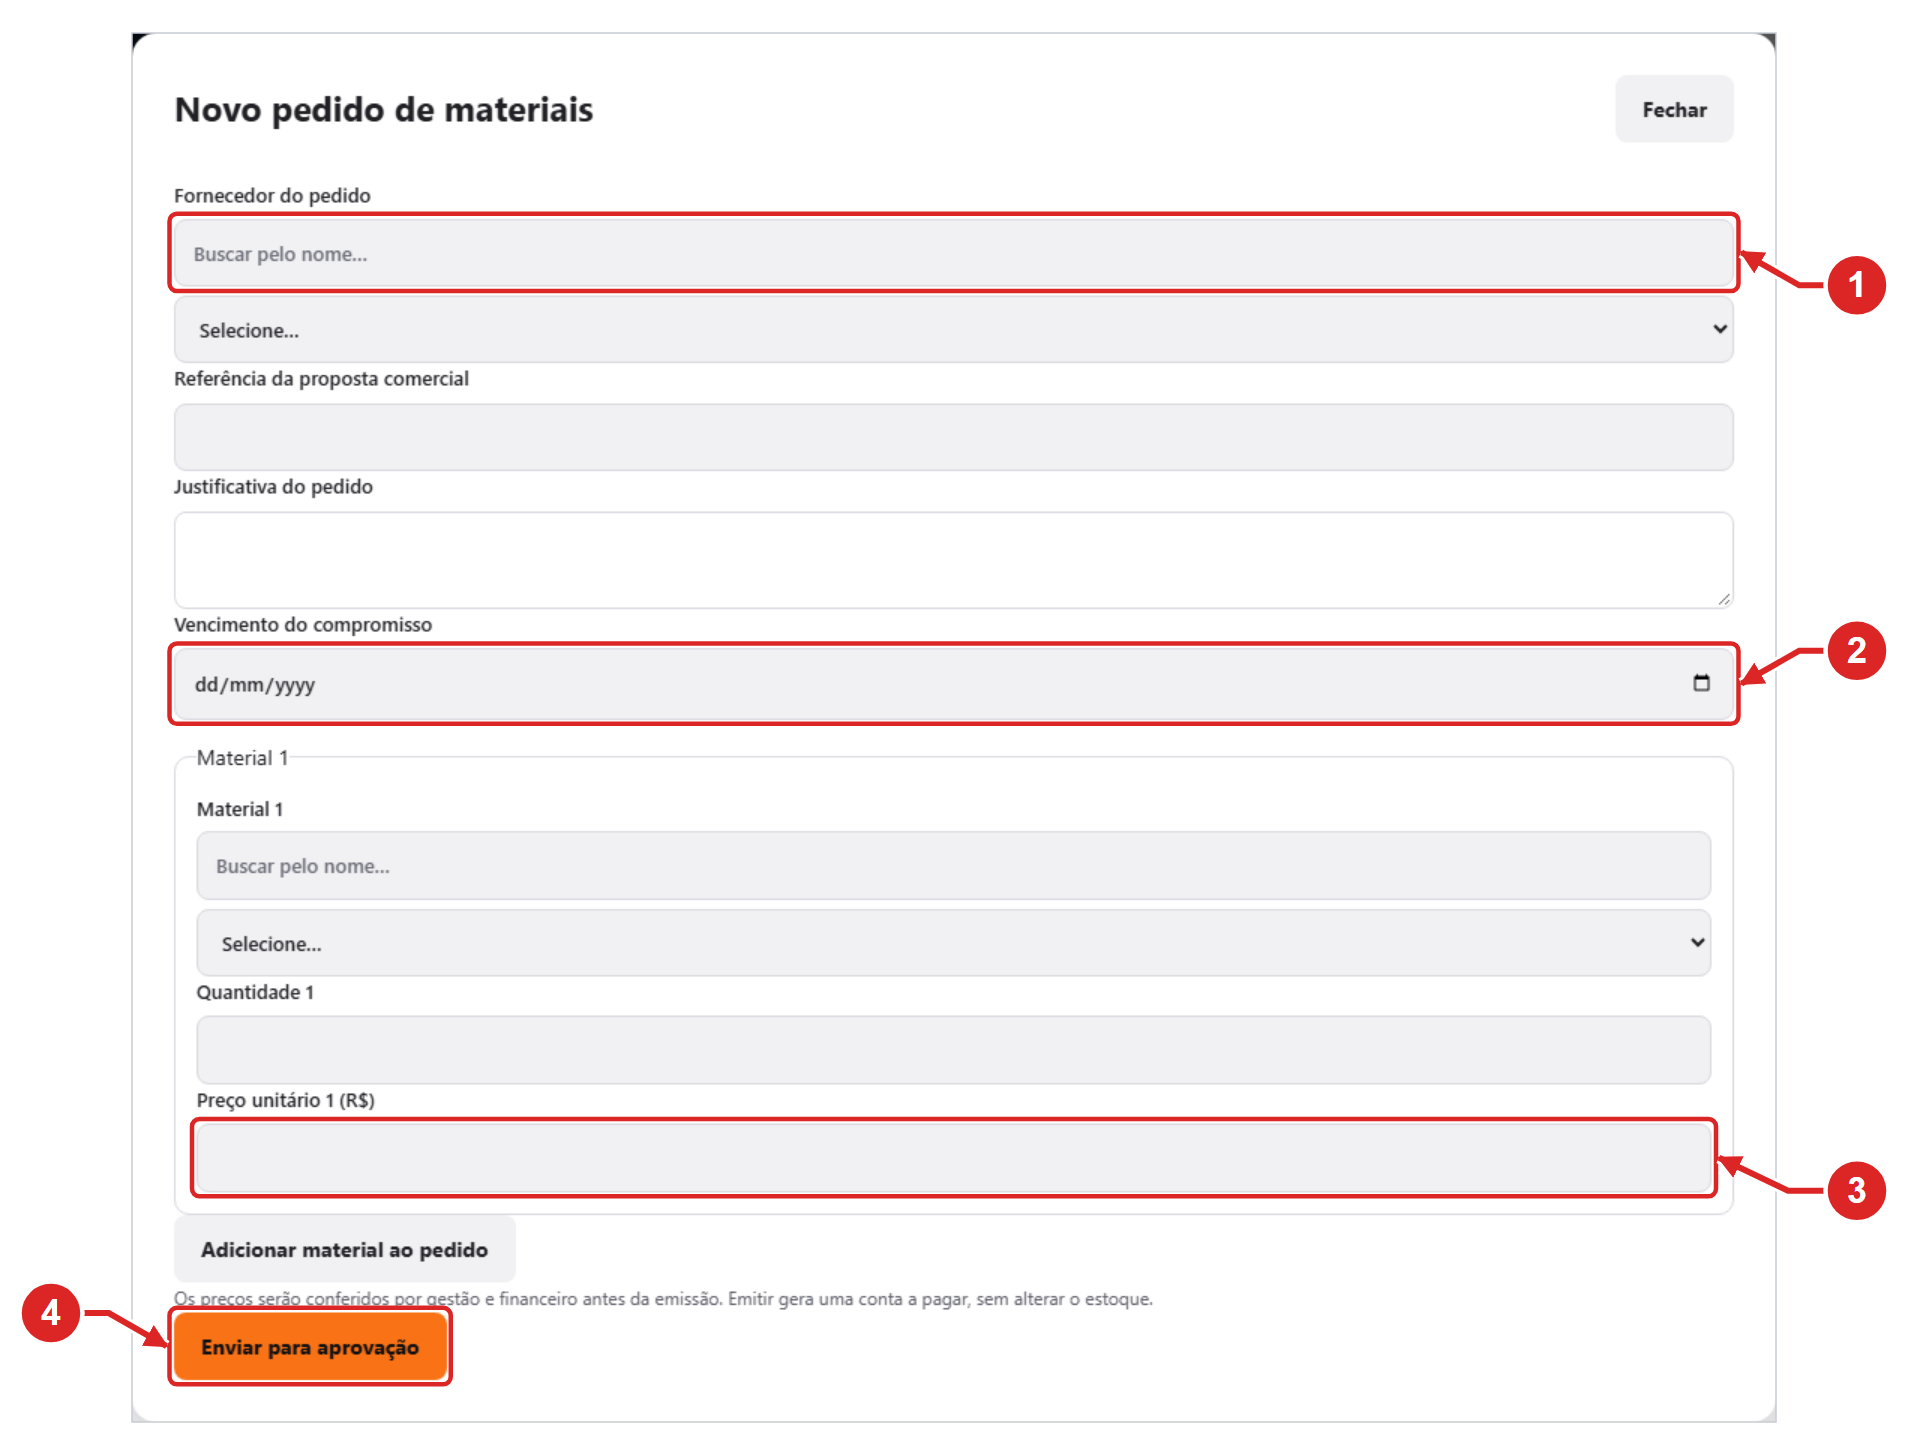 Novo pedido de materiais
Fechar
Fornecedor do pedido
Buscar pelo nome...
1
Selecione...
Referência da proposta comercial
Justificativa do pedido
Vencimento do compromisso
2
dd/mm/yyyy
Material 1
Material 1
Buscar pelo nome...
Selecione...
Quantidade 1
Preço unitário 1 (R$)
3
Adicionar material ao pedido
Os preços serão conferidos por gestão e financeiro antes da emissão. Emitir gera uma conta a pagar, sem alterar o estoque.
4
Enviar para aprovação